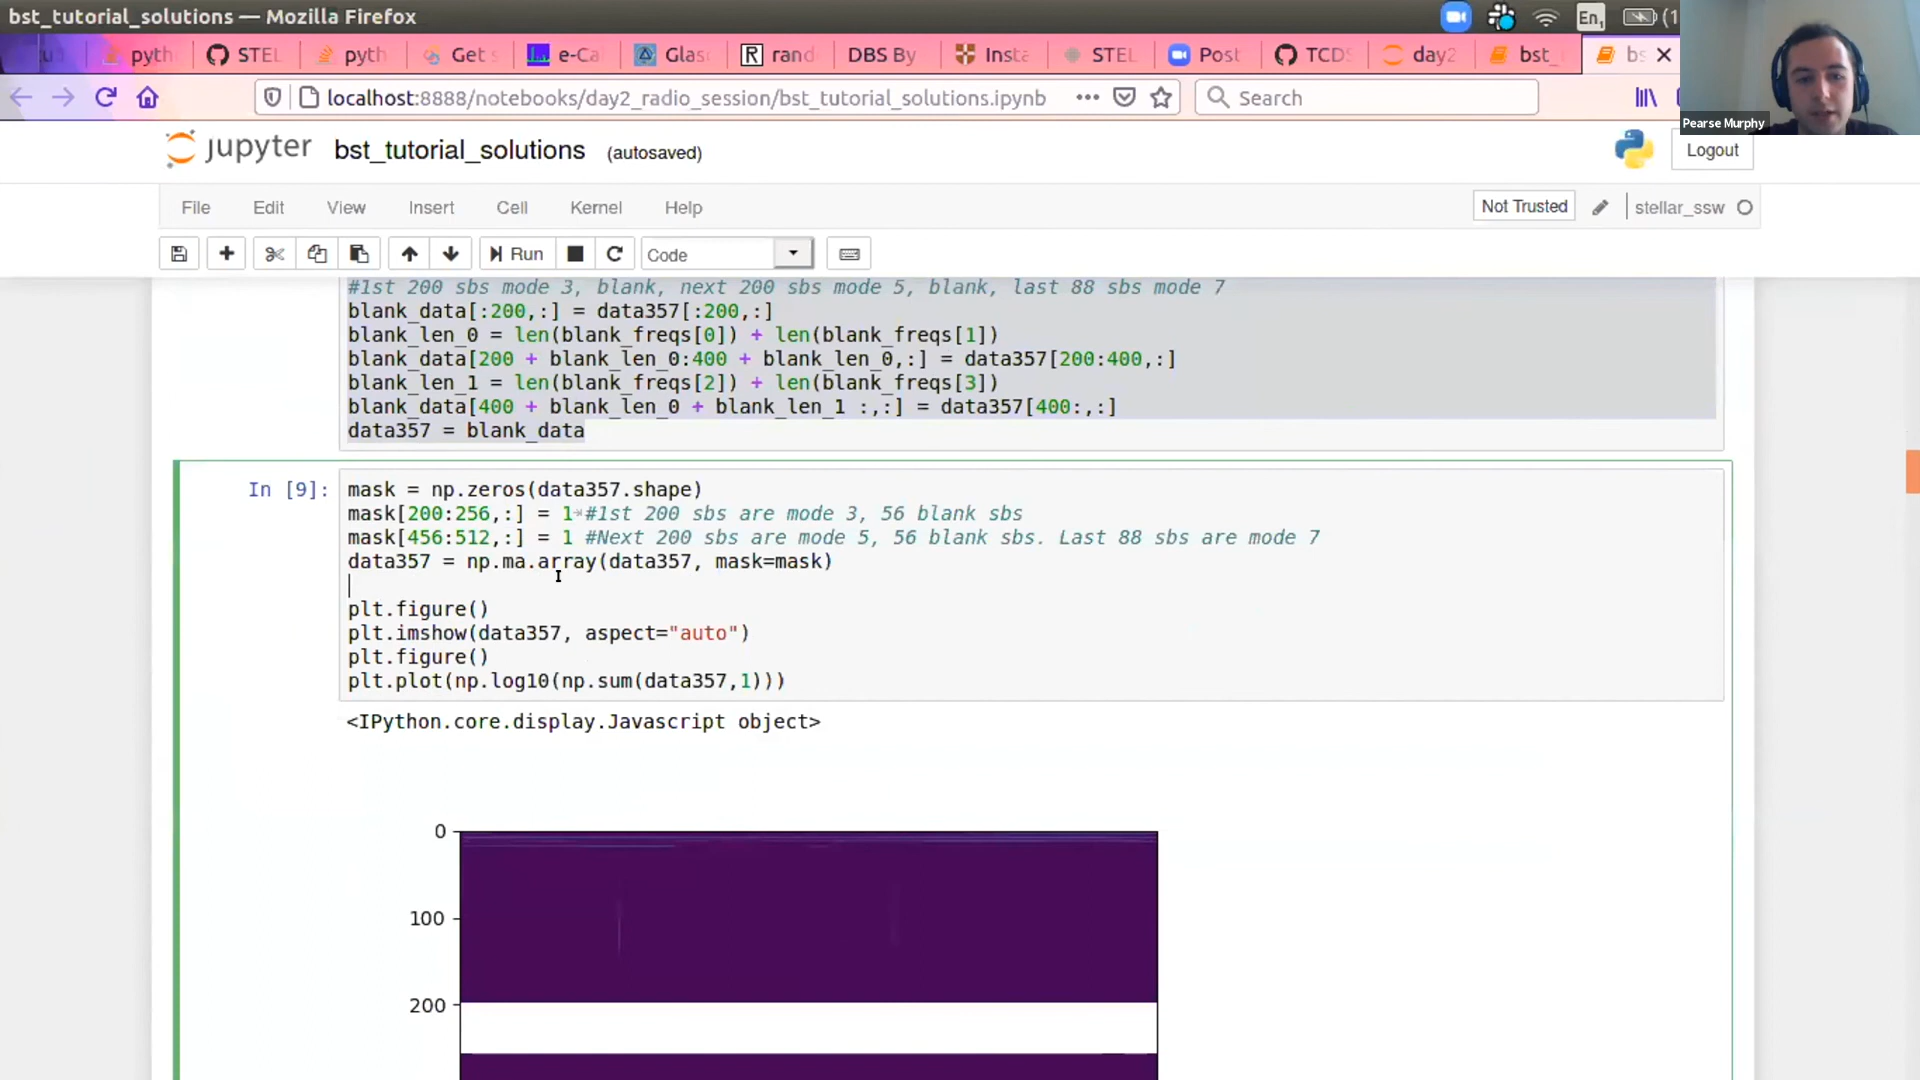 bst_tutorial_solutions — Mozilla Firefox
En1
(1
pyth
STEL
pyth
Get s
e-Ca
Glas
rand
DBS By
Insta
STEL
Post
TCDS
day2
bst_
bs
localhost:8888/notebooks/day2_radio_session/bst_tutorial_solutions.ipynb
Search
Pearse Murphy
jupyter
bst_tutorial_solutions
(autosaved)
Logout
File
Edit
View
Insert
Cell
Kernel
Help
Not Trusted
stellar_ssw
Run
Code
#1st 200 sbs mode 3, blank, next 200 sbs mode 5, blank, last 88 sbs mode 7
blank_data[:200,:] = data357[:200,:]
blank_len_0 = len(blank_freqs[0]) + len(blank_freqs[1])
blank_data[200 + blank_len_0:400 + blank_len_0,:] = data357[200:400,:]
blank_len_1 = len(blank_freqs[2]) + len(blank_freqs[3])
blank_data[400 + blank_len_0 + blank_len_1 :,:] = data357[400:,:]
data357 = blank_data
In [9]:
mask = np.zeros(data357.shape)
mask[200:256,:] = 1 #1st 200 sbs are mode 3, 56 blank sbs
mask[456:512,:] = 1 #Next 200 sbs are mode 5, 56 blank sbs. Last 88 sbs are mode 7
data357 = np.ma.array(data357, mask=mask)
plt.figure()
plt.imshow(data357, aspect="auto")
plt.figure()
plt.plot(np.log10(np.sum(data357,1)))
<IPython.core.display.Javascript object>
0
100
200